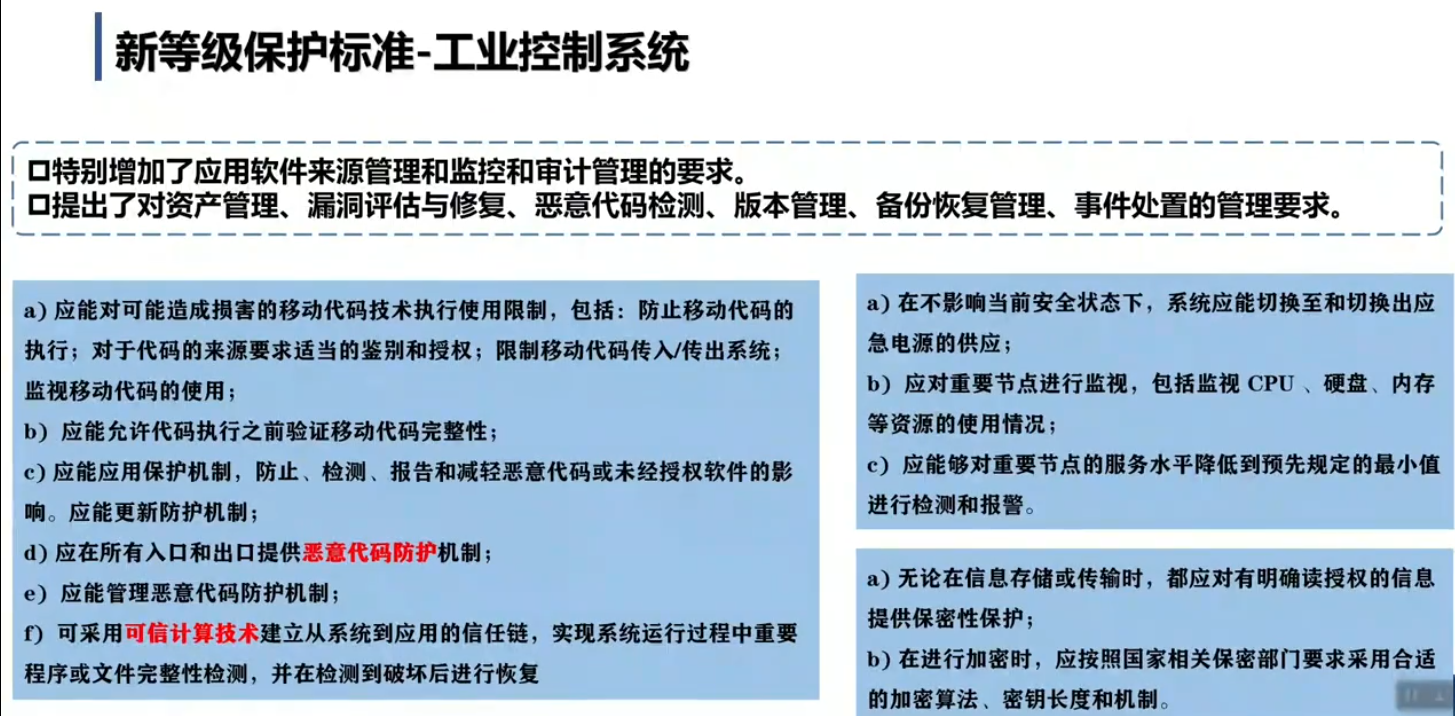 新等级保护标准-工业控制系统
特别增加了应用软件来源管理和监控和审计管理的要求。
提出了对资产管理、漏洞评估与修复、恶意代码检测、版本管理、备份恢复管理、事件处置的管理要求。
a) 应能对可能造成损害的移动代码技术执行使用限制，包括：防止移动代码的
执行；对于代码的来源要求适当的鉴别和授权；限制移动代码传入/传出系统；
监视移动代码的使用；
b) 应能允许代码执行之前验证移动代码完整性；
c) 应能应用保护机制，防止、检测、报告和减轻恶意代码或未经授权软件的影
响。应能更新防护机制；
d) 应在所有入口和出口提供恶意代码防护机制；
e) 应能管理恶意代码防护机制；
f) 可采用可信计算技术建立从系统到应用的信任链，实现系统运行过程中重要
程序或文件完整性检测，并在检测到破坏后进行恢复
a) 在不影响当前安全状态下，系统应能切换至和切换出应
急电源的供应；
b) 应对重要节点进行监视，包括监视 CPU 、硬盘、内存
等资源的使用情况；
c) 应能够对重要节点的服务水平降低到预先规定的最小值
进行检测和报警。
a) 无论在信息存储或传输时，都应对有明确读授权的信息
提供保密性保护；
b) 在进行加密时，应按照国家相关保密部门要求采用合适
的加密算法、密钥长度和机制。